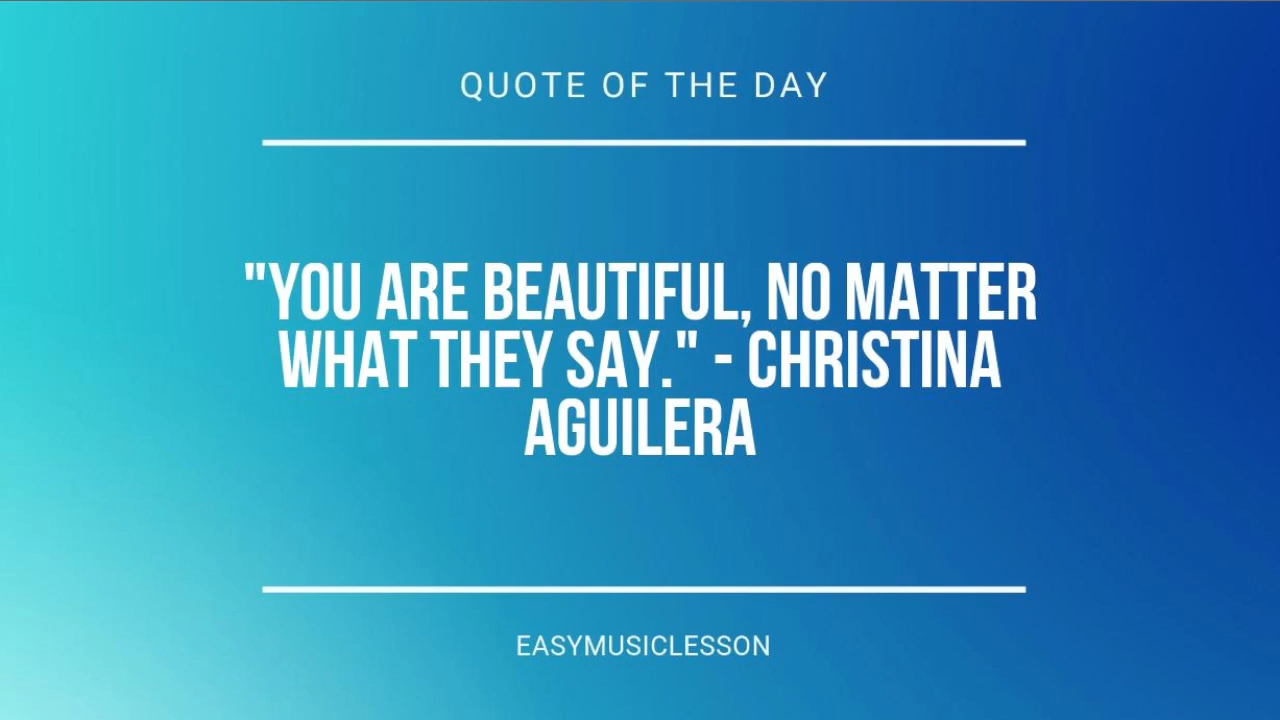 QUOTE OF THE DAY
"YOU ARE BEAUTIFUL, NO MATTER
WHAT THEY SAY." - CHRISTINA
AGUILERA
EASYMUSICLESSON